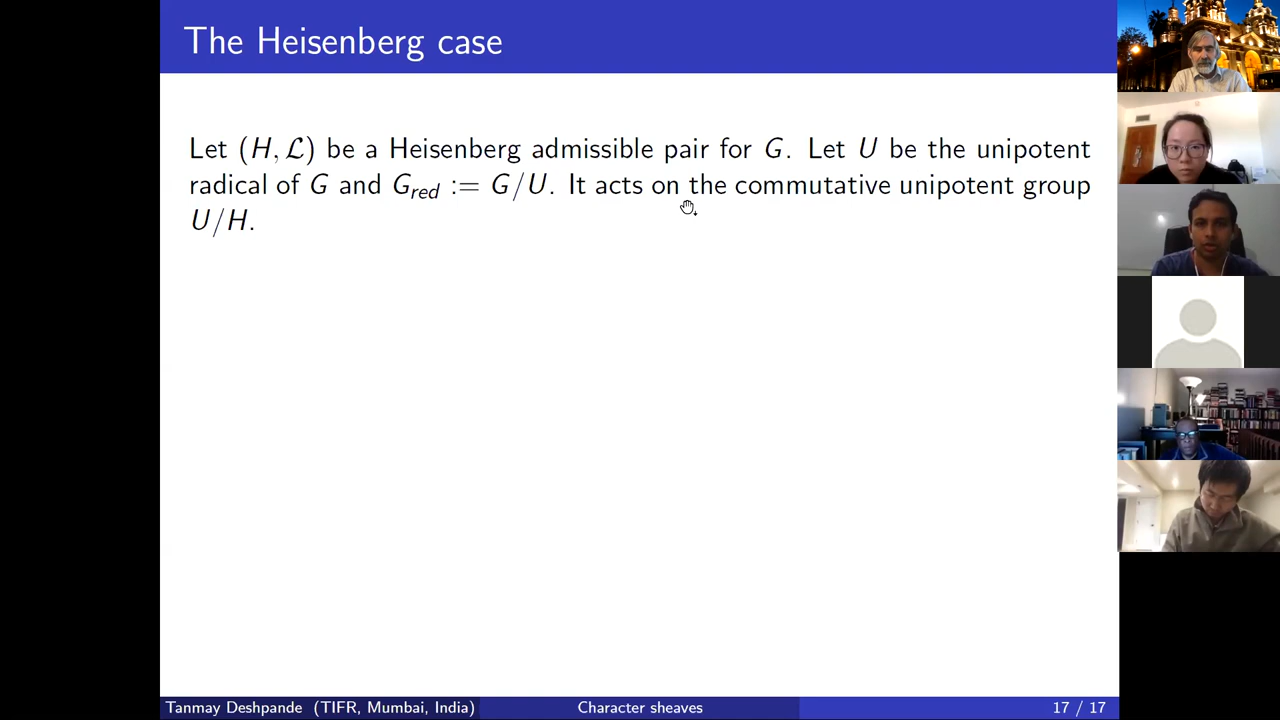 The Heisenberg case
Let (H, ℒ) be a Heisenberg admissible pair for G. Let U be the unipotent
radical of G and G_red := G/U. It acts on the commutative unipotent group
U/H.
Tanmay Deshpande (TIFR, Mumbai, India)
Character sheaves
17 / 17